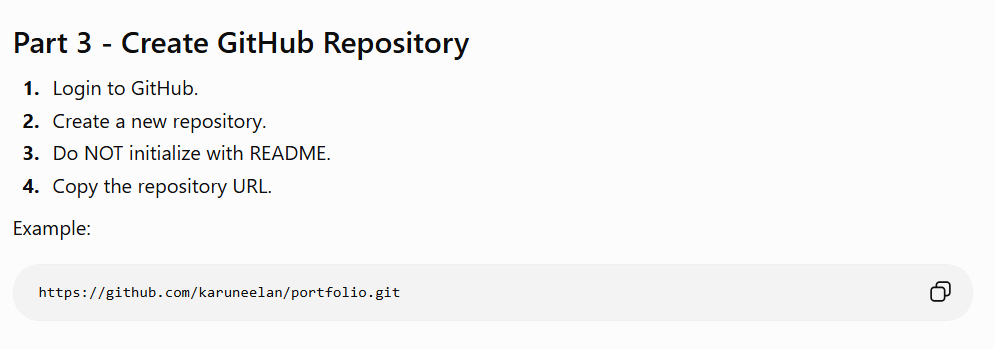 Part 3 - Create GitHub Repository
1. Login to GitHub.
2. Create a new repository.
3. Do NOT initialize with README.
4. Copy the repository URL.
Example:
https://github.com/karuneelan/portfolio.git